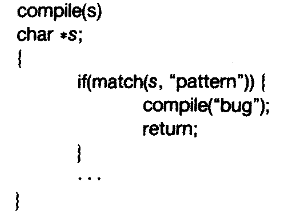 compile(s)
char *s;
{
if(match(s, “pattern”)) {
compile(“bug”);
return;
}
...
}